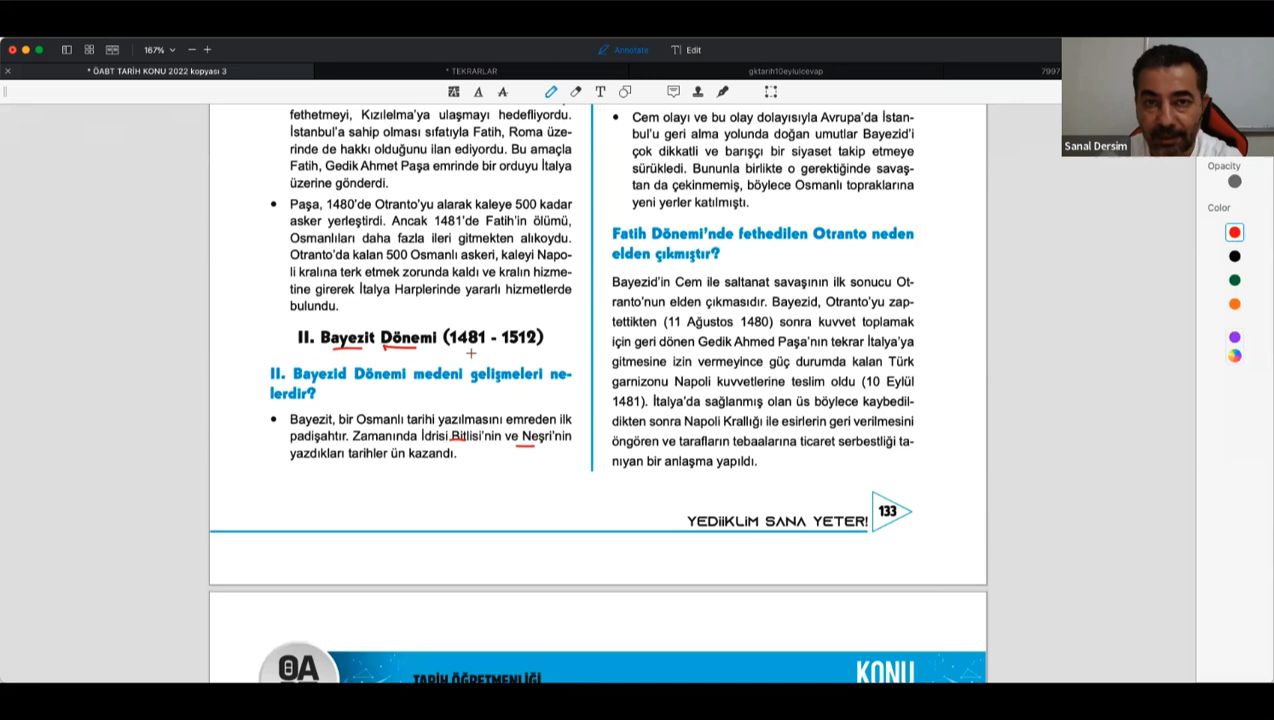 167%
Annotate
Edit
* ÖABT TARİH KONU 2022 kopyası 3
* TEKRARLAR
gktarih10eylulcevap
7997
Sanal Dersim
Opacity
Color
fethetmeyi, Kızılelma'ya ulaşmayı hedefliyordu.
İstanbul'a sahip olması sıfatıyla Fatih, Roma üze-
rinde de hakkı olduğunu ilan ediyordu. Bu amaçla
Fatih, Gedik Ahmet Paşa emrinde bir orduyu İtalya
üzerine gönderdi.
• Paşa, 1480'de Otranto'yu alarak kaleye 500 kadar
asker yerleştirdi. Ancak 1481'de Fatih'in ölümü,
Osmanlıları daha fazla ileri gitmekten alıkoydu.
Otranto'da kalan 500 Osmanlı askeri, kaleyi Napo-
li kralına terk etmek zorunda kaldı ve kralın hizme-
tine girerek İtalya Harplerinde yararlı hizmetlerde
bulundu.
II. Bayezit Dönemi (1481 - 1512)
II. Bayezid Dönemi medeni gelişmeleri ne-
lerdir?
• Bayezit, bir Osmanlı tarihi yazılmasını emreden ilk
padişahtır. Zamanında İdrisi Bitlisi'nin ve Neşri'nin
yazdıkları tarihler ün kazandı.
• Cem olayı ve bu olay dolayısıyla Avrupa'da İstan-
bul'u geri alma yolunda doğan umutlar Bayezid'i
çok dikkatli ve barışçı bir siyaset takip etmeye
sürükledi. Bununla birlikte o gerektiğinde savaş-
tan da çekinmemiş, böylece Osmanlı topraklarına
yeni yerler katılmıştı.
Fatih Dönemi'nde fethedilen Otranto neden
elden çıkmıştır?
Bayezid'in Cem ile saltanat savaşının ilk sonucu Ot-
ranto'nun elden çıkmasıdır. Bayezid, Otranto'yu zap-
tettikten (11 Ağustos 1480) sonra kuvvet toplamak
için geri dönen Gedik Ahmed Paşa'nın tekrar İtalya'ya
gitmesine izin vermeyince güç durumda kalan Türk
garnizonu Napoli kuvvetlerine teslim oldu (10 Eylül
1481). İtalya'da sağlanmış olan üs böylece kaybedil-
dikten sonra Napoli Krallığı ile esirlerin geri verilmesini
öngören ve tarafların tebaalarına ticaret serbestliği ta-
nıyan bir anlaşma yapıldı.
YEDiiKLiM SANA YETER!
133
ÖA
TARİH ÖĞRETMENLİĞİ
KONU